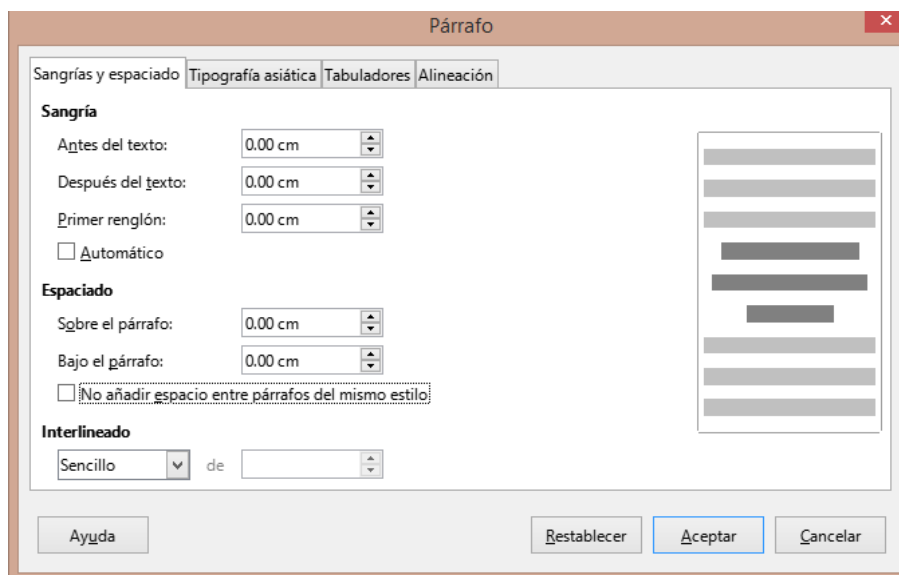 Párrafo
Sangrías y espaciado Tipografía asiática Tabuladores Alineación
Sangría
Antes del texto: 0.00 cm
Después del texto: 0.00 cm
Primer renglón: 0.00 cm
Automático
Espaciado
Sobre el párrafo: 0.00 cm
Bajo el párrafo: 0.00 cm
No añadir espacio entre párrafos del mismo estilo
Interlineado
Sencillo de
Ayuda Restablecer Aceptar Cancelar